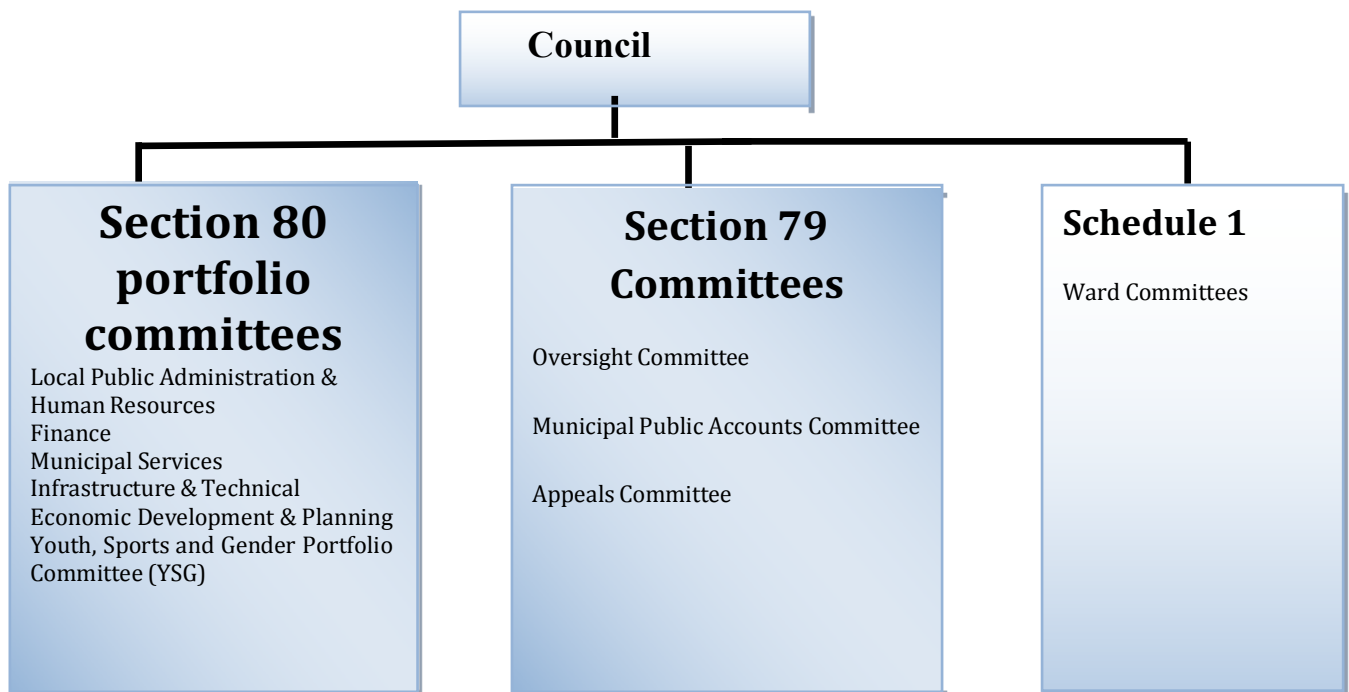 Council
Section 80
portfolio
committees
Local Public Administration &
Human Resources
Finance
Municipal Services
Infrastructure & Technical
Economic Development & Planning
Youth, Sports and Gender Portfolio
Committee (YSG)
Section 79
Committees
Oversight Committee
Municipal Public Accounts Committee
Appeals Committee
Schedule 1
Ward Committees